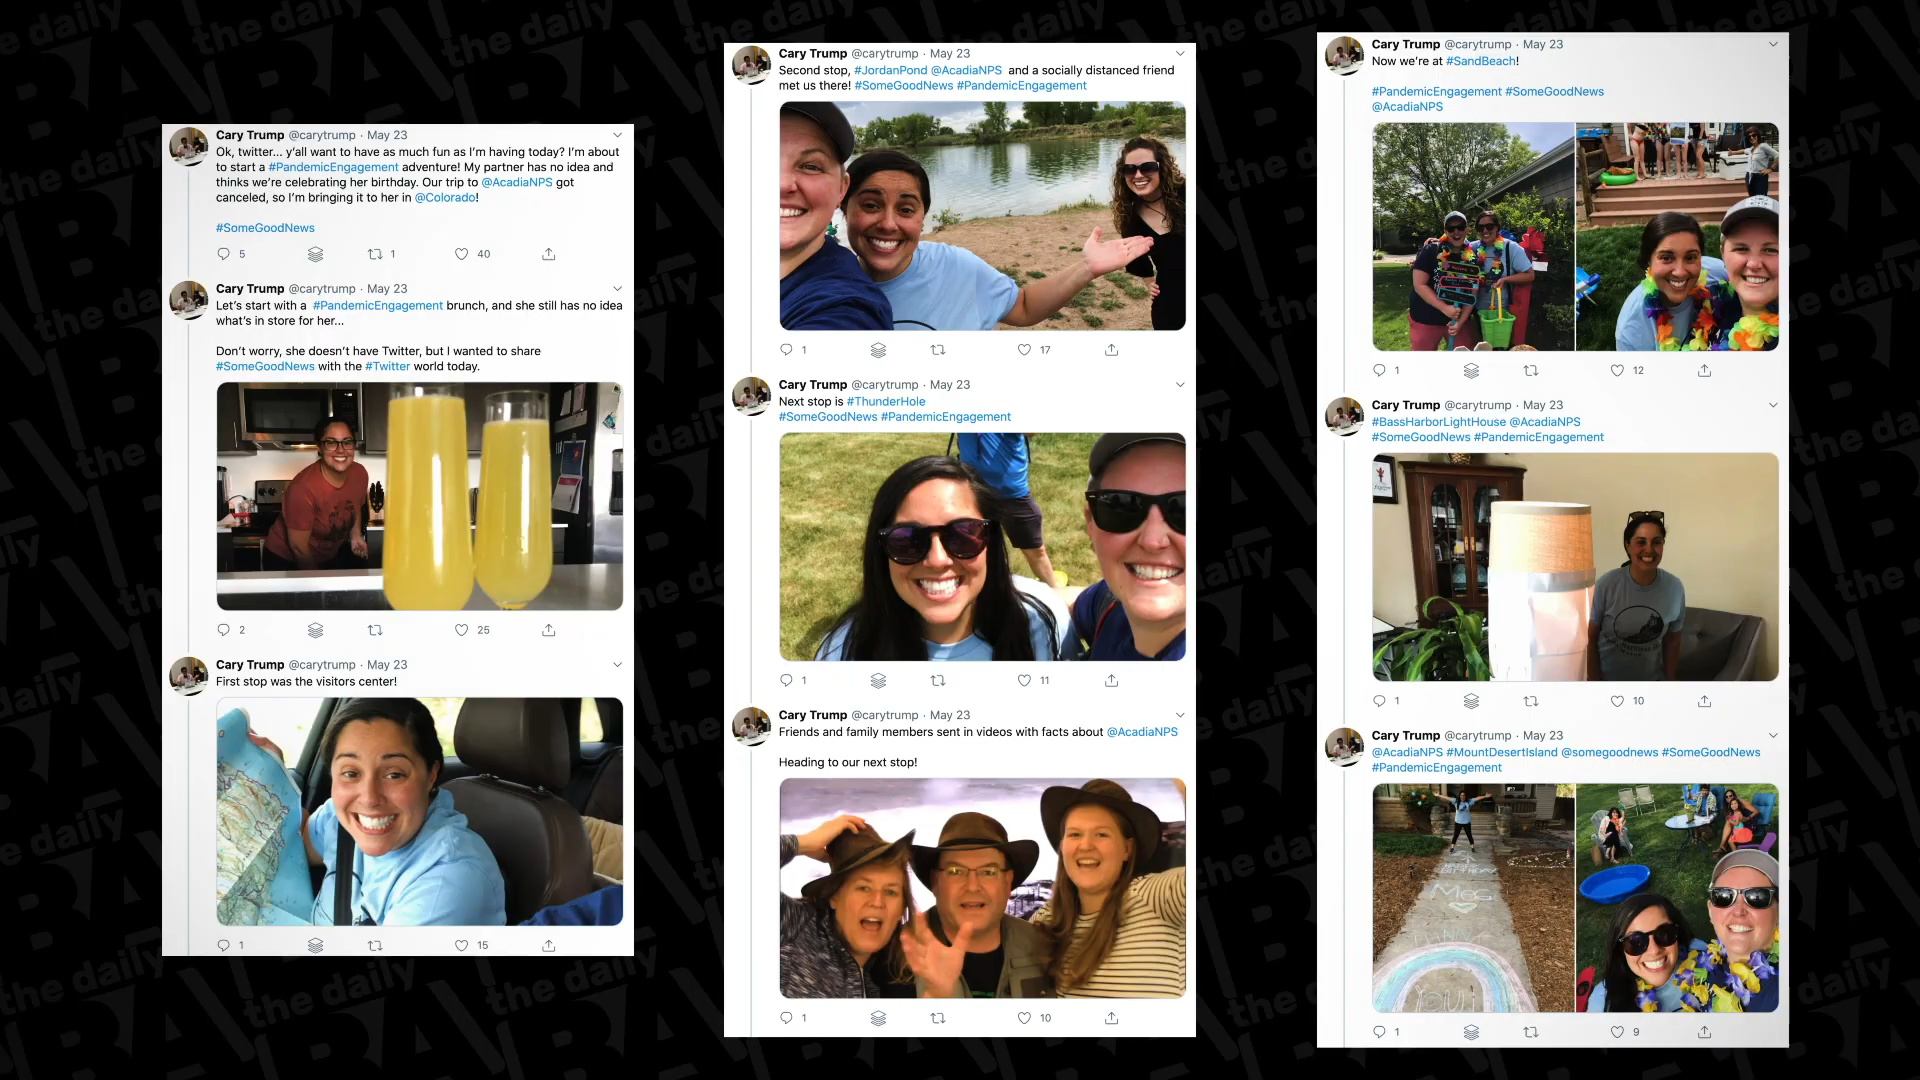 Cary Trump @carytrump · May 23
Ok, twitter... y'all want to have as much fun as I'm having today? I'm about
to start a #PandemicEngagement adventure! My partner has no idea and
thinks we're celebrating her birthday. Our trip to @AcadiaNPS got
canceled, so I'm bringing it to her in @Colorado!
#SomeGoodNews
5 1 40
Cary Trump @carytrump · May 23
Let's start with a #PandemicEngagement brunch, and she still has no idea
what's in store for her...
Don't worry, she doesn't have Twitter, but I wanted to share
#SomeGoodNews with the #Twitter world today.
2 25
Cary Trump @carytrump · May 23
First stop was the visitors center!
1 15
Cary Trump @carytrump · May 23
Second stop, #JordanPond @AcadiaNPS and a socially distanced friend
met us there! #SomeGoodNews #PandemicEngagement
1 17
Cary Trump @carytrump · May 23
Next stop is #ThunderHole
#SomeGoodNews #PandemicEngagement
1 11
Cary Trump @carytrump · May 23
Friends and family members sent in videos with facts about @AcadiaNPS
Heading to our next stop!
1 10
Cary Trump @carytrump · May 23
Now we're at #SandBeach!
#PandemicEngagement #SomeGoodNews
@AcadiaNPS
1 12
Cary Trump @carytrump · May 23
#BassHarborLightHouse @AcadiaNPS
#SomeGoodNews #PandemicEngagement
1 10
Cary Trump @carytrump · May 23
@AcadiaNPS #MountDesertIsland @somegoodnews #SomeGoodNews
#PandemicEngagement
1 9
the daily